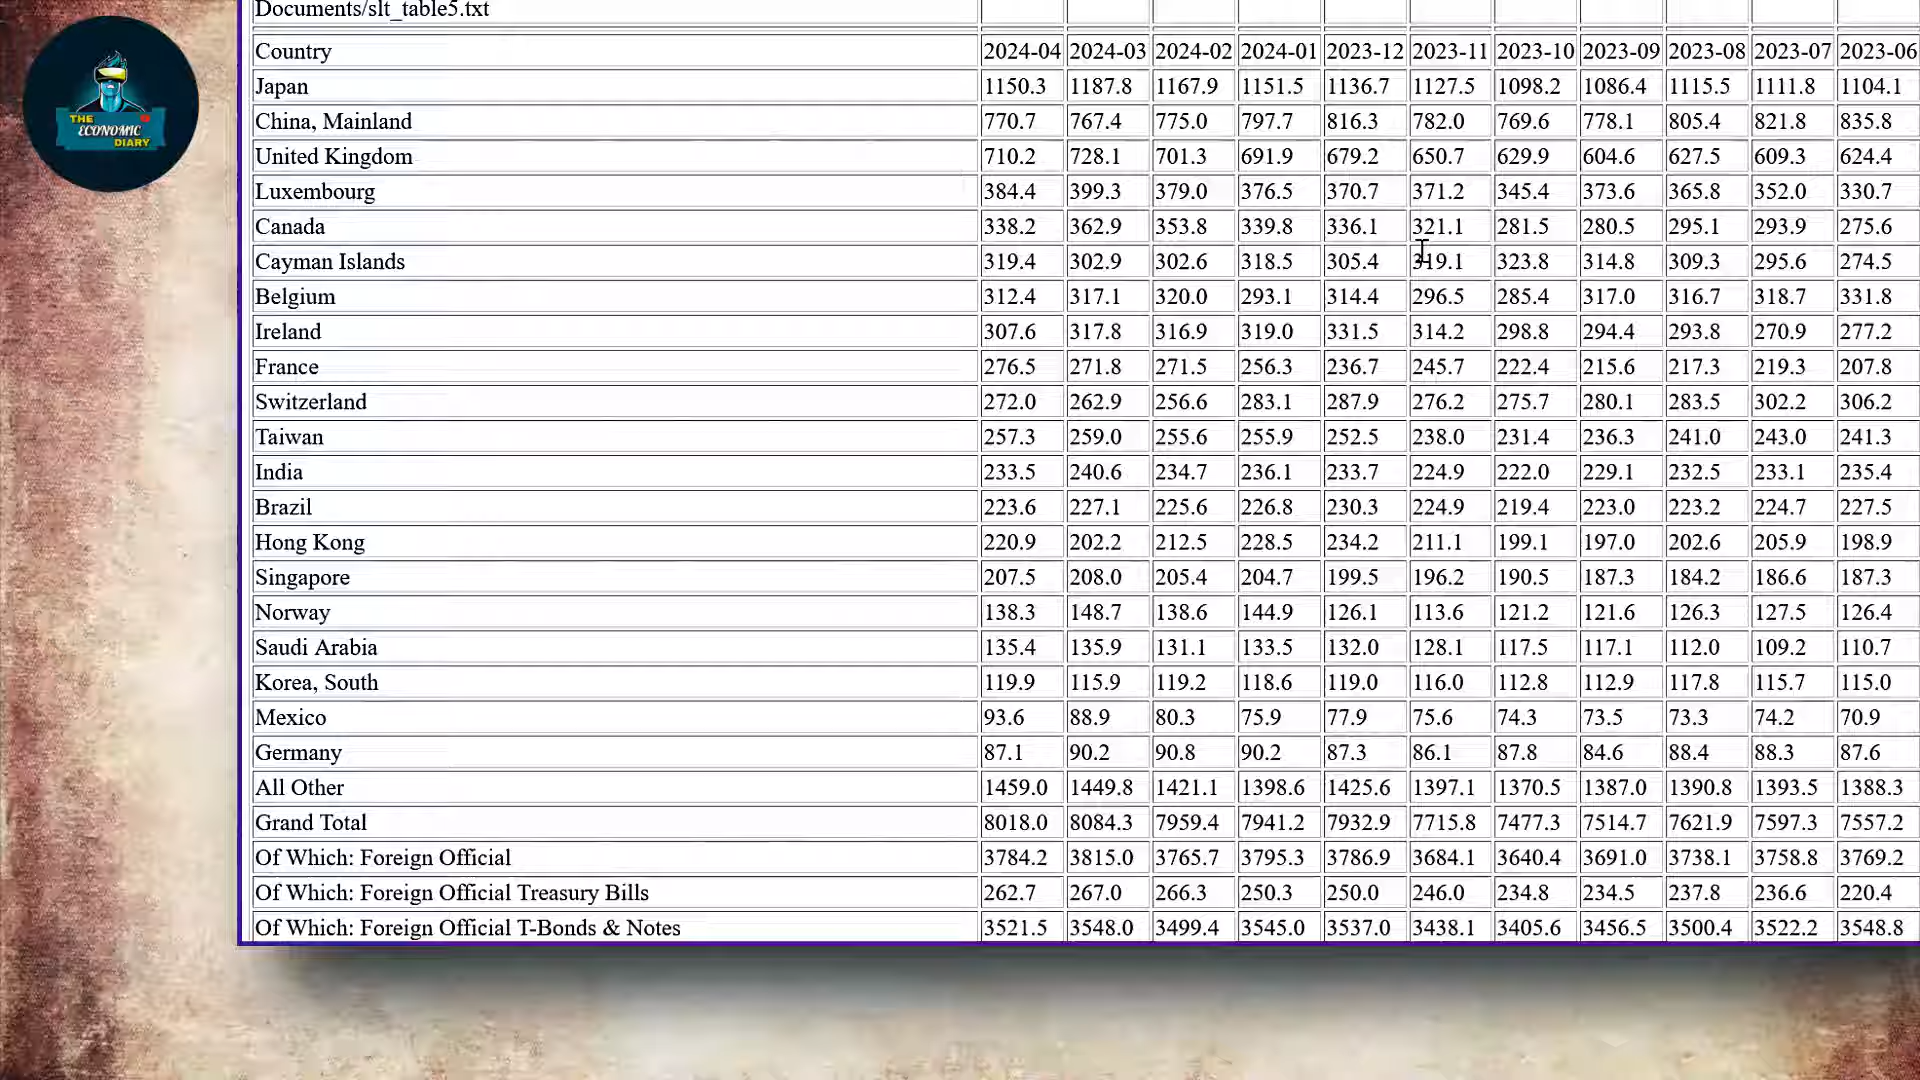 Documents/slt_table5.txt
THE
ECONOMIC
DIARY
Country 2024-04 2024-03 2024-02 2024-01 2023-12 2023-11 2023-10 2023-09 2023-08 2023-07 2023-06
Japan 1150.3 1187.8 1167.9 1151.5 1136.7 1127.5 1098.2 1086.4 1115.5 1111.8 1104.1
China, Mainland 770.7 767.4 775.0 797.7 816.3 782.0 769.6 778.1 805.4 821.8 835.8
United Kingdom 710.2 728.1 701.3 691.9 679.2 650.7 629.9 604.6 627.5 609.3 624.4
Luxembourg 384.4 399.3 379.0 376.5 370.7 371.2 345.4 373.6 365.8 352.0 330.7
Canada 338.2 362.9 353.8 339.8 336.1 321.1 281.5 280.5 295.1 293.9 275.6
Cayman Islands 319.4 302.9 302.6 318.5 305.4 319.1 323.8 314.8 309.3 295.6 274.5
Belgium 312.4 317.1 320.0 293.1 314.4 296.5 285.4 317.0 316.7 318.7 331.8
Ireland 307.6 317.8 316.9 319.0 331.5 314.2 298.8 294.4 293.8 270.9 277.2
France 276.5 271.8 271.5 256.3 236.7 245.7 222.4 215.6 217.3 219.3 207.8
Switzerland 272.0 262.9 256.6 283.1 287.9 276.2 275.7 280.1 283.5 302.2 306.2
Taiwan 257.3 259.0 255.6 255.9 252.5 238.0 231.4 236.3 241.0 243.0 241.3
India 233.5 240.6 234.7 236.1 233.7 224.9 222.0 229.1 232.5 233.1 235.4
Brazil 223.6 227.1 225.6 226.8 230.3 224.9 219.4 223.0 223.2 224.7 227.5
Hong Kong 220.9 202.2 212.5 228.5 234.2 211.1 199.1 197.0 202.6 205.9 198.9
Singapore 207.5 208.0 205.4 204.7 199.5 196.2 190.5 187.3 184.2 186.6 187.3
Norway 138.3 148.7 138.6 144.9 126.1 113.6 121.2 121.6 126.3 127.5 126.4
Saudi Arabia 135.4 135.9 131.1 133.5 132.0 128.1 117.5 117.1 112.0 109.2 110.7
Korea, South 119.9 115.9 119.2 118.6 119.0 116.0 112.8 112.9 117.8 115.7 115.0
Mexico 93.6 88.9 80.3 75.9 77.9 75.6 74.3 73.5 73.3 74.2 70.9
Germany 87.1 90.2 90.8 90.2 87.3 86.1 87.8 84.6 88.4 88.3 87.6
All Other 1459.0 1449.8 1421.1 1398.6 1425.6 1397.1 1370.5 1387.0 1390.8 1393.5 1388.3
Grand Total 8018.0 8084.3 7959.4 7941.2 7932.9 7715.8 7477.3 7514.7 7621.9 7597.3 7557.2
Of Which: Foreign Official 3784.2 3815.0 3765.7 3795.3 3786.9 3684.1 3640.4 3691.0 3738.1 3758.8 3769.2
Of Which: Foreign Official Treasury Bills 262.7 267.0 266.3 250.3 250.0 246.0 234.8 234.5 237.8 236.6 220.4
Of Which: Foreign Official T-Bonds & Notes 3521.5 3548.0 3499.4 3545.0 3537.0 3438.1 3405.6 3456.5 3500.4 3522.2 3548.8